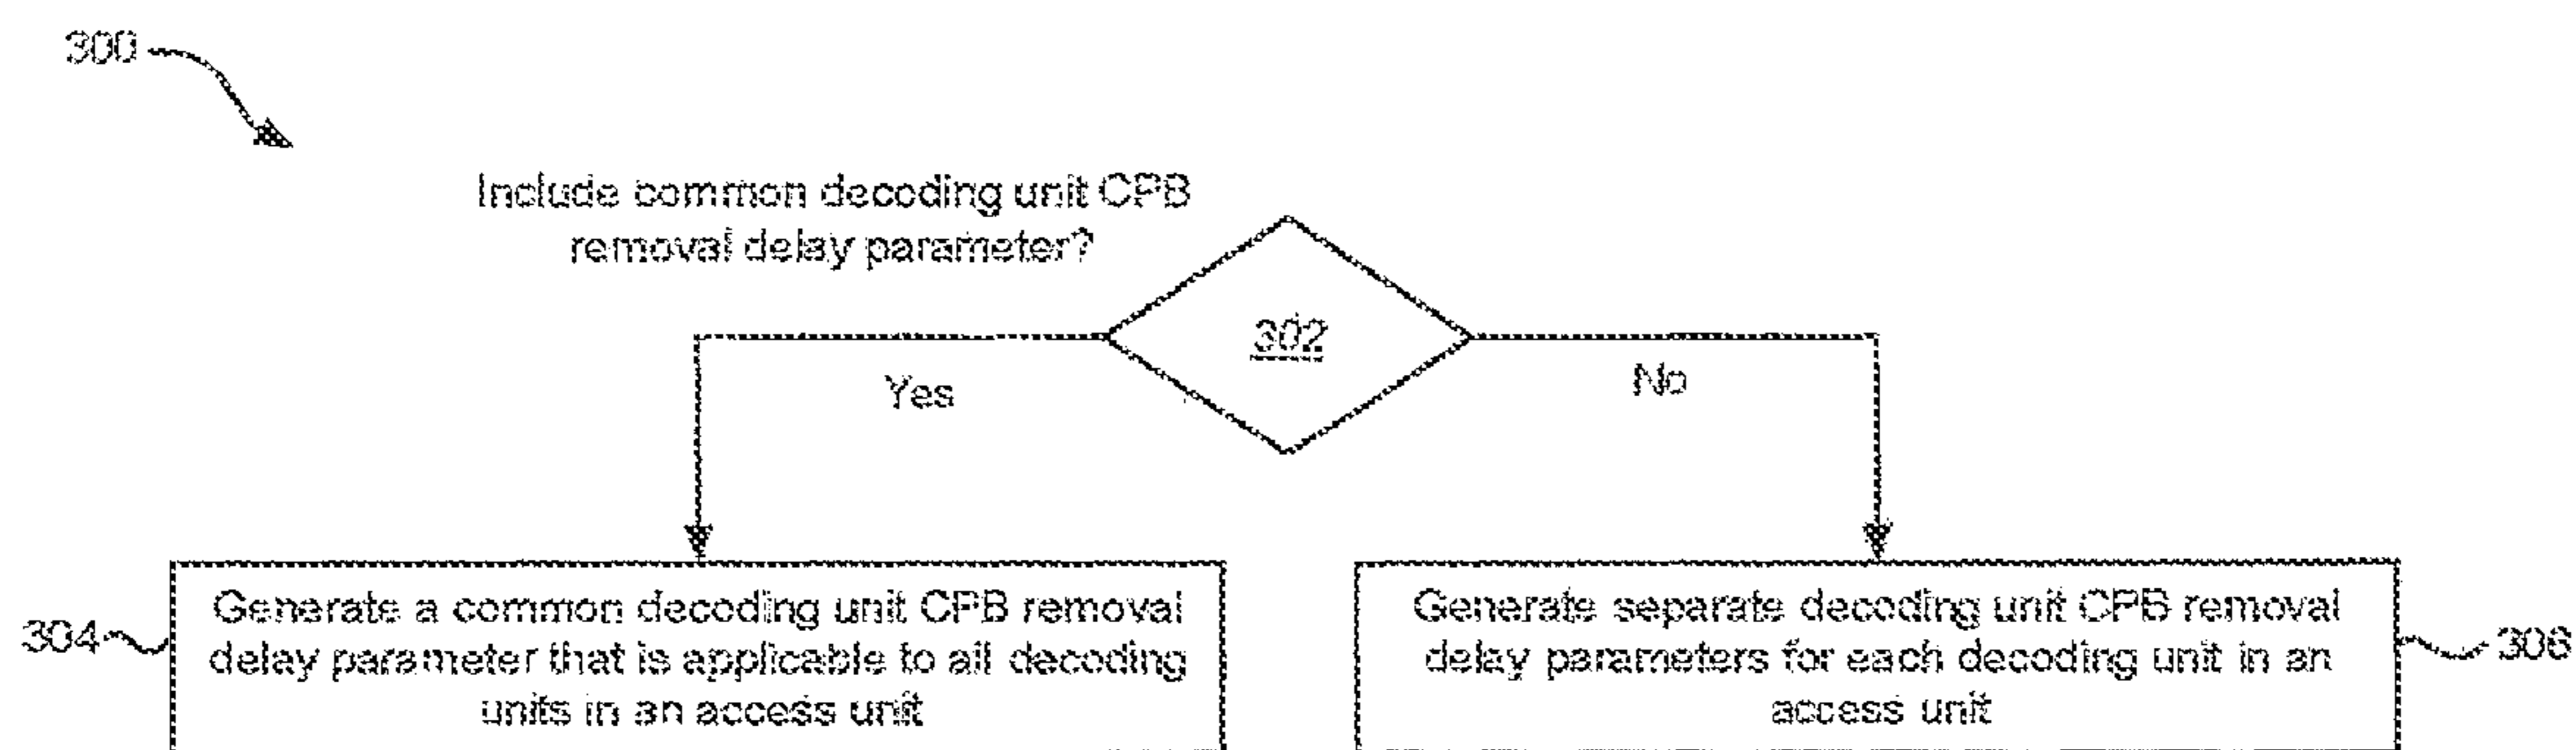 300
Include common decoding unit CPB
removal delay parameter?
302
Yes
No
304
Generate a common decoding unit CPB removal
delay parameter that is applicable to all decoding
units in an access unit
Generate separate decoding unit CPB removal
delay parameters for each decoding unit in an
access unit
306